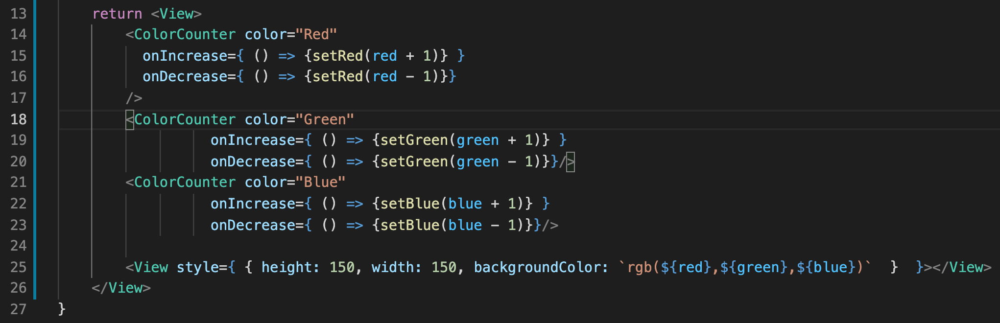 13 return <View>
14 <ColorCounter color="Red"
15 onIncrease={ () => {setRed(red + 1)} }
16 onDecrease={ () => {setRed(red - 1)}}
17 />
18 <ColorCounter color="Green"
19 onIncrease={ () => {setGreen(green + 1)} }
20 onDecrease={ () => {setGreen(green - 1)}}/>
21 <ColorCounter color="Blue"
22 onIncrease={ () => {setBlue(blue + 1)} }
23 onDecrease={ () => {setBlue(blue - 1)}}/>
24
25 <View style={ { height: 150, width: 150, backgroundColor: `rgb(${red},${green},${blue})`  }  }></View>
26 </View>
27 }